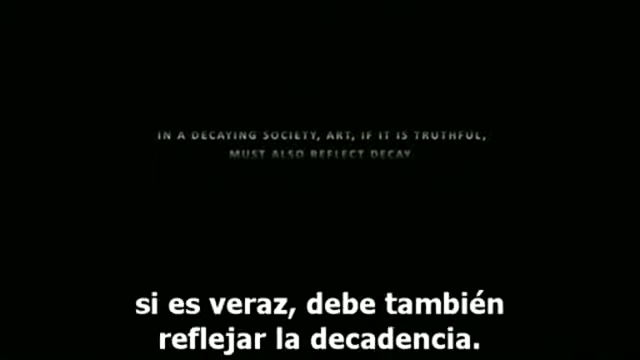 IN A DECAYING SOCIETY, ART, IF IT IS TRUTHFUL,
MUST ALSO REFLECT DECAY.
si es veraz, debe también
reflejar la decadencia.